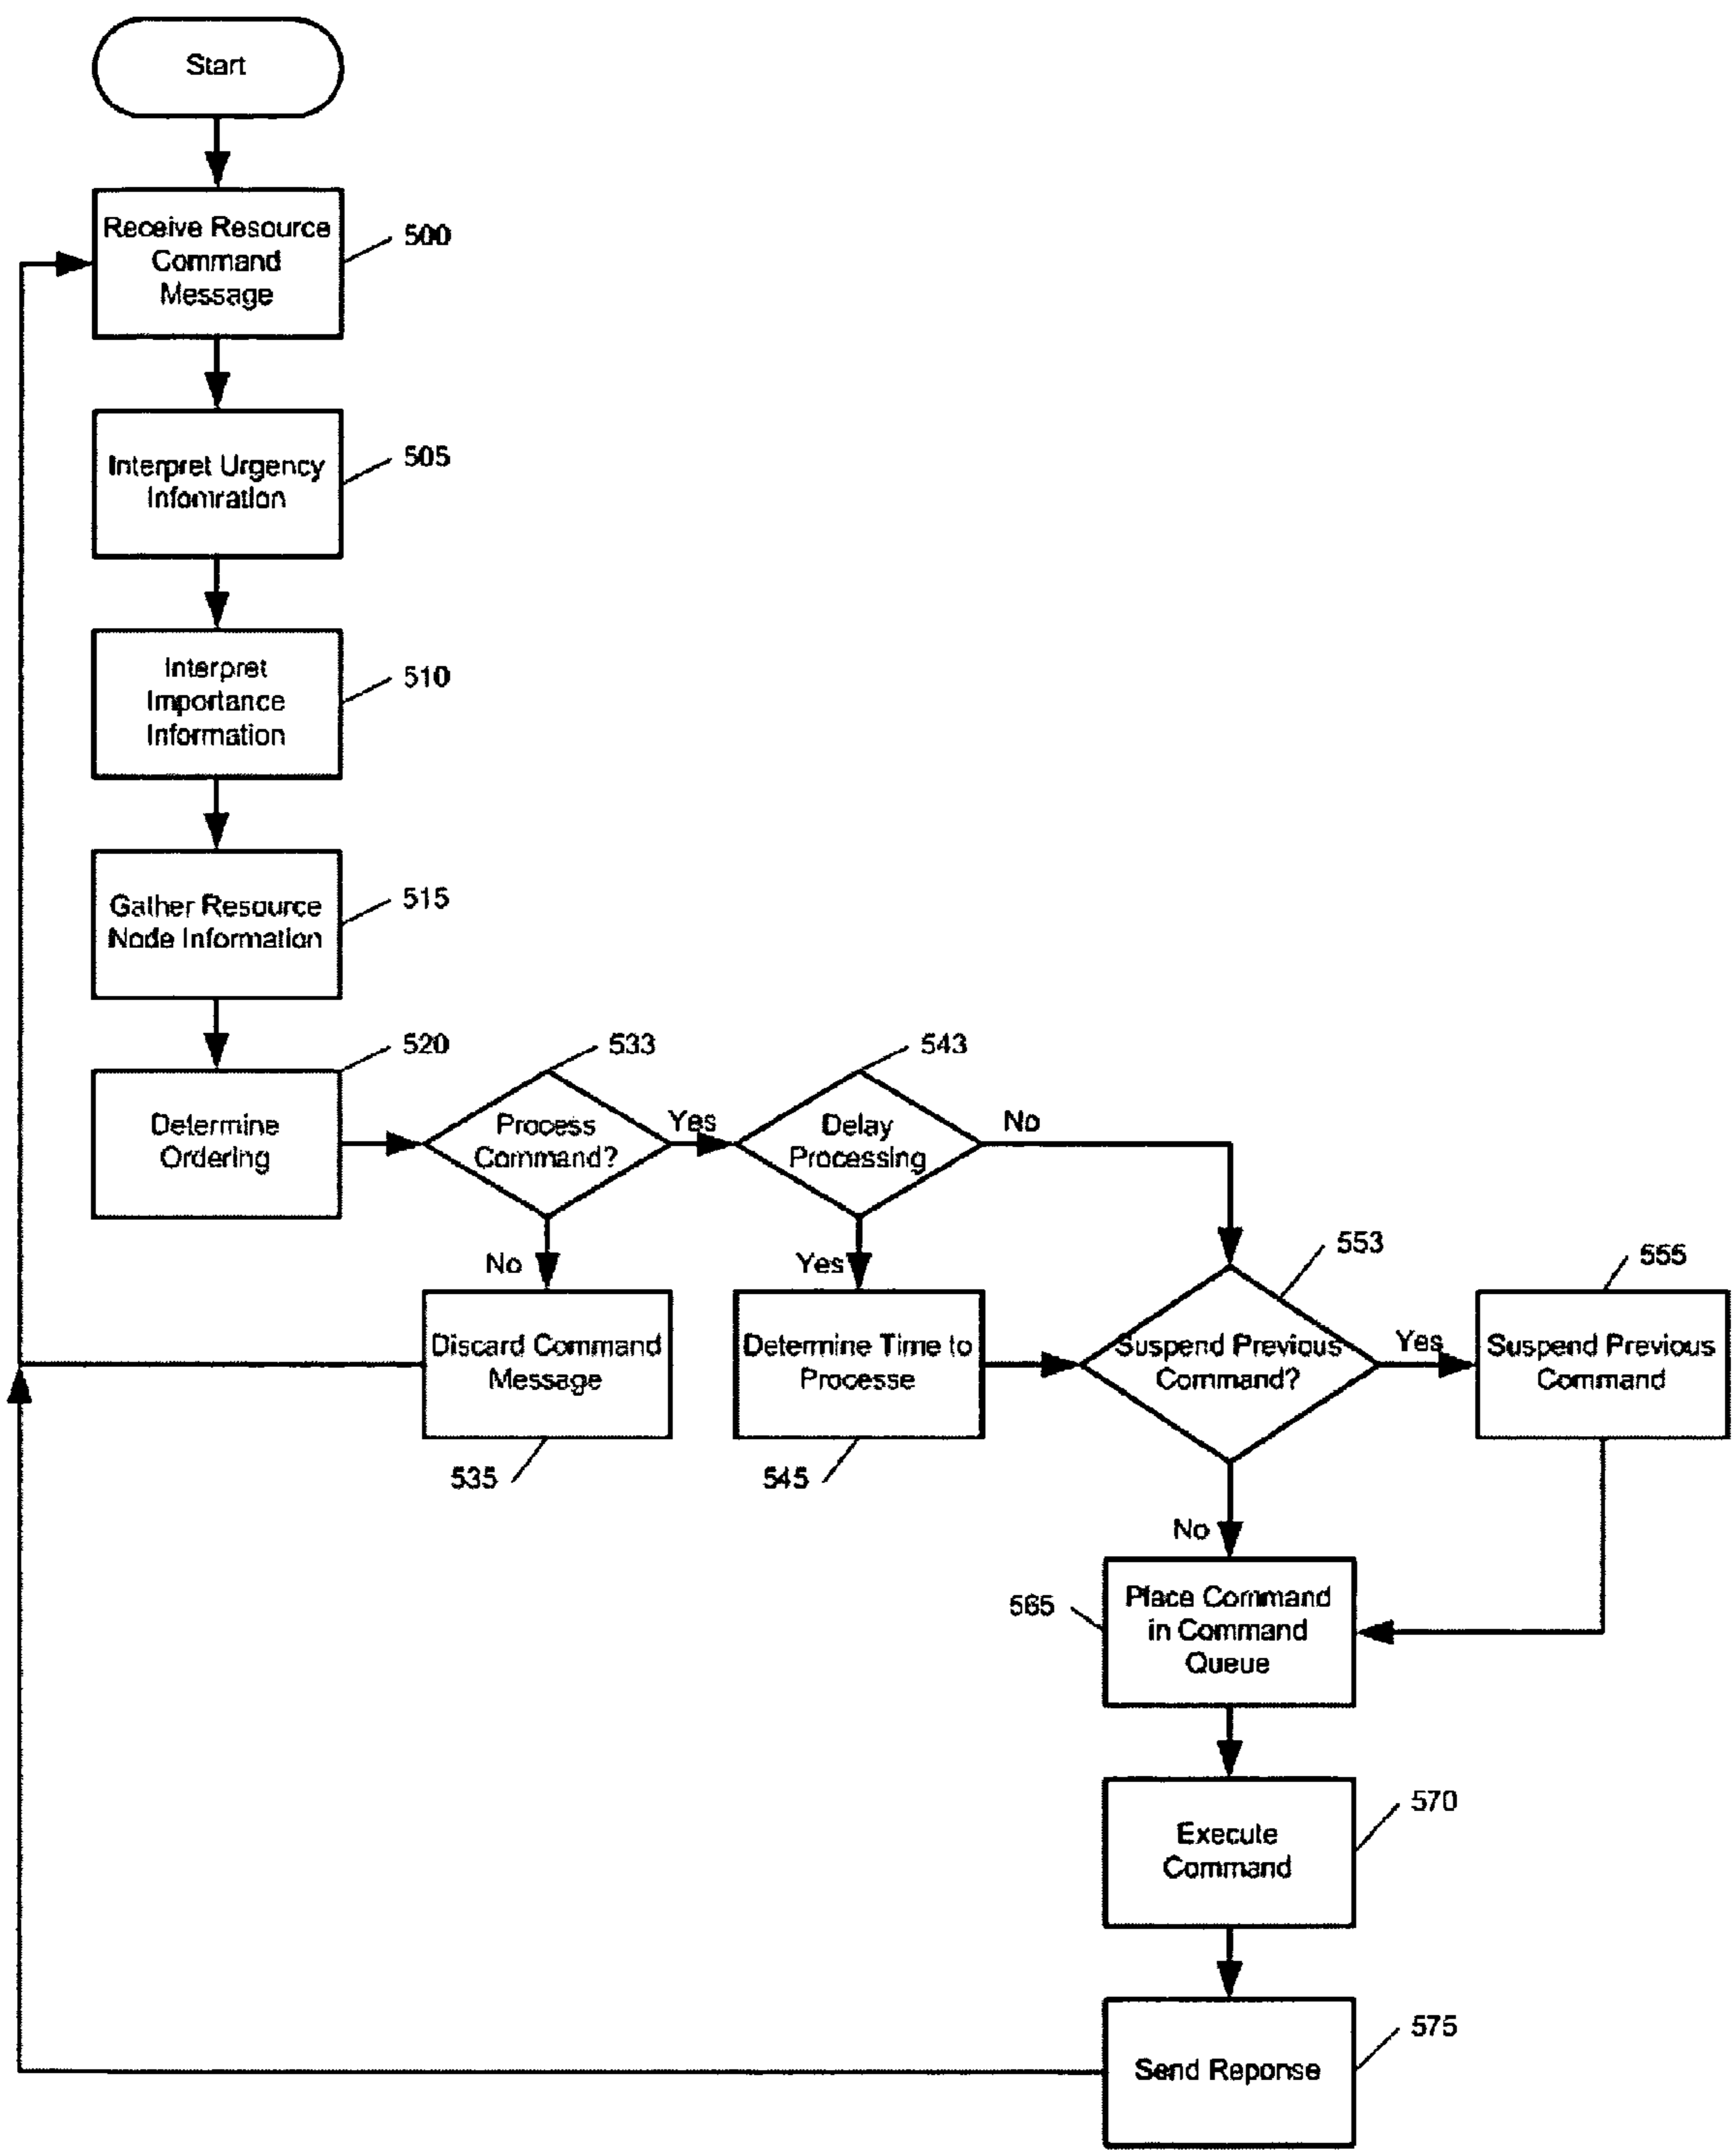 Start
Receive Resource
Command
Message
500
Interpret Urgency
Infomration
505
Interpret
Importance
Information
510
Gather Resource
Node Information
515
Determine
Ordering
520
Process
Command?
533
Yes
No
Delay
Processing
543
No
Yes
Discard Command
Message
535
Determine Time to
Processe
545
Suspend Previous
Command?
553
Yes
No
Suspend Previous
Command
555
Place Command
in Command
Queue
565
Execute
Command
570
Send Reponse
575